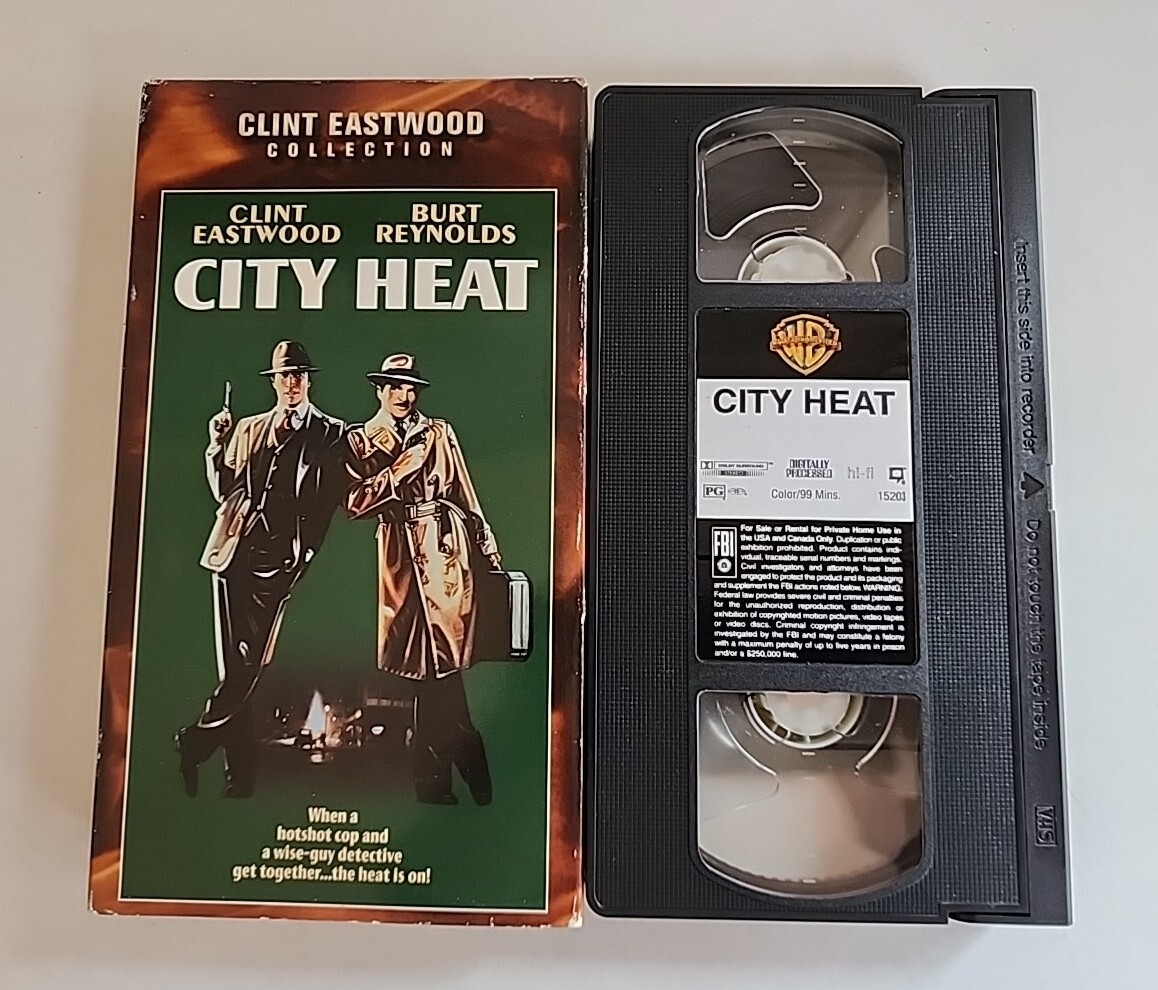 CLINT EASTWOOD
COLLECTION
CLINT
EASTWOOD
BURT
REYNOLDS
CITY HEAT
When a
hotshot cop and
a wise-guy detective
get together...the heat is on!
WB
CITY HEAT
DOLBY SURROUND
STEREO
DIGITALLY
PROCESSED
hi-fi
PG
Color/99 Mins.
15203
FBI
For Sale or Rental for Private Home Use in
the USA and Canada Only. Duplication or public
exhibition prohibited. Product contains indi-
vidual, traceable serial numbers and markings.
Civil investigators and attorneys have been
engaged to protect the product and its packaging
and supplement the FBI actions noted below. WARNING:
Federal law provides severe civil and criminal penalties
for the unauthorized reproduction, distribution or
exhibition of copyrighted motion pictures, video tapes
or video discs. Criminal copyright infringement is
investigated by the FBI and may constitute a felony
with a maximum penalty of up to five years in prison
and/or a $250,000 fine.
Insert this side into recorder
Do not touch the tape inside
VHS